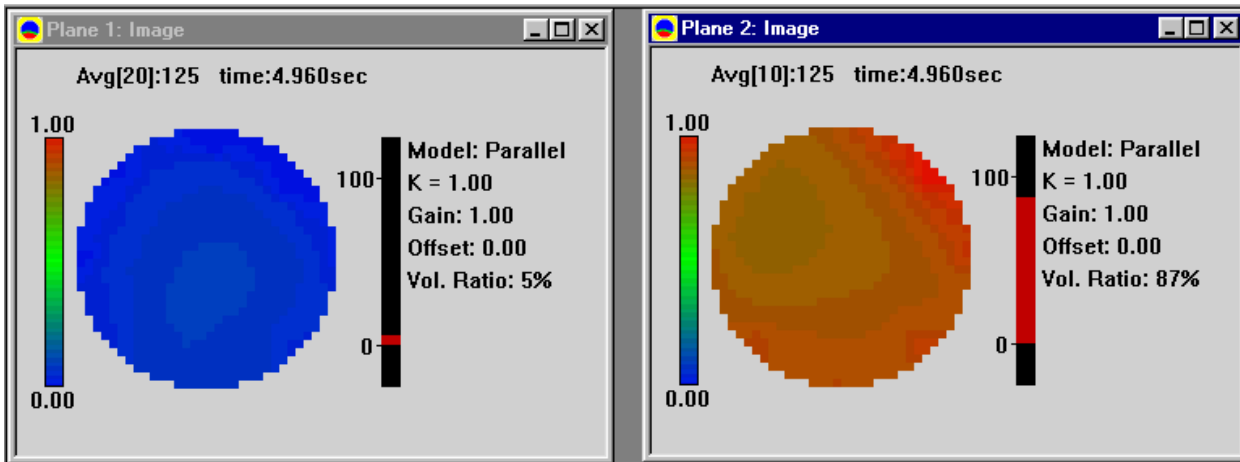 Plane 1: Image
Avg[20]:125 time:4.960sec
1.00
100
0
0.00
Model: Parallel
K = 1.00
Gain: 1.00
Offset: 0.00
Vol. Ratio: 5%
Plane 2: Image
Avg[10]:125 time:4.960sec
1.00
100
0
0.00
Model: Parallel
K = 1.00
Gain: 1.00
Offset: 0.00
Vol. Ratio: 87%